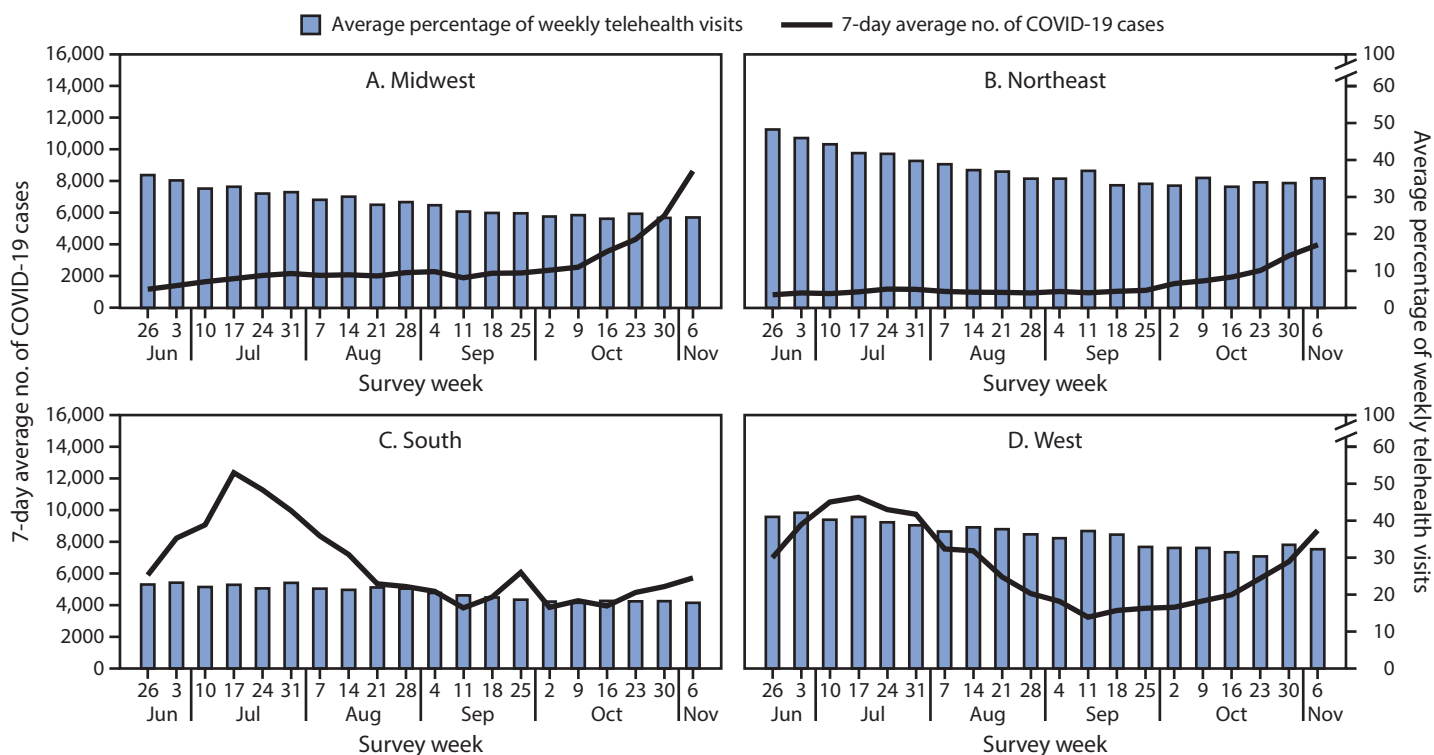 Average percentage of weekly telehealth visits 7-day average no. of COVID-19 cases
7-day average no. of COVID-19 cases
A. Midwest
16,000
14,000
12,000
10,000
8,000
6,000
4,000
2000
0
26 3 10 17 24 31 7 14 21 28 4 11 18 25 2 9 16 23 30 6
Jun Jul Aug Sep Oct Nov
Survey week
B. Northeast
100
60
50
40
30
20
10
0
26 3 10 17 24 31 7 14 21 28 4 11 18 25 2 9 16 23 30 6
Jun Jul Aug Sep Oct Nov
Survey week
Average percentage of weekly telehealth visits
C. South
16,000
14,000
12,000
10,000
8,000
6,000
4,000
2000
0
26 3 10 17 24 31 7 14 21 28 4 11 18 25 2 9 16 23 30 6
Jun Jul Aug Sep Oct Nov
Survey week
D. West
100
60
50
40
30
20
10
0
26 3 10 17 24 31 7 14 21 28 4 11 18 25 2 9 16 23 30 6
Jun Jul Aug Sep Oct Nov
Survey week